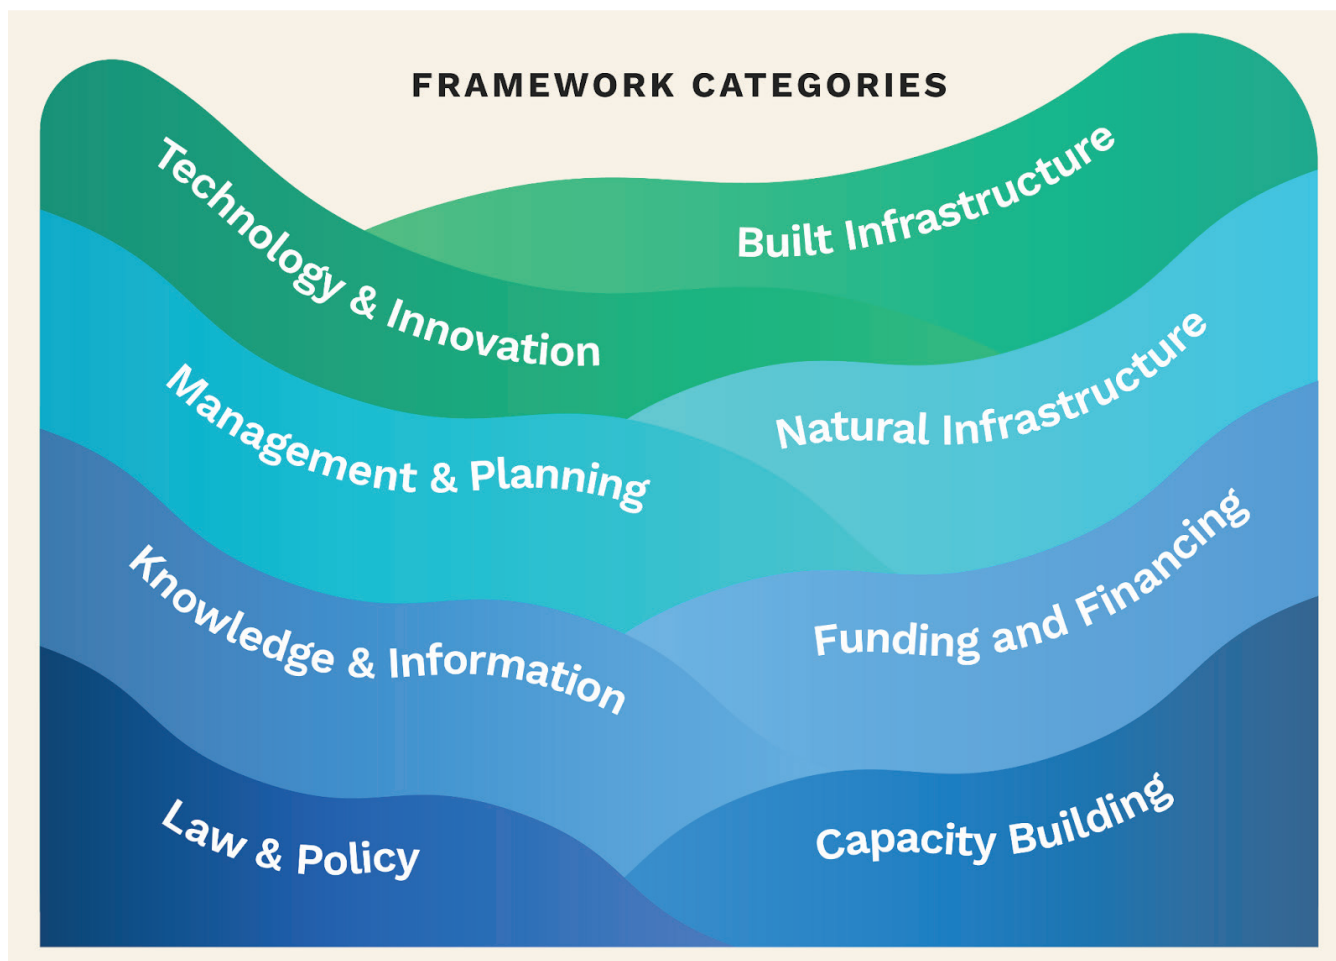 FRAMEWORK CATEGORIES
Technology & Innovation
Built Infrastructure
Management & Planning
Natural Infrastructure
Knowledge & Information
Funding and Financing
Law & Policy
Capacity Building